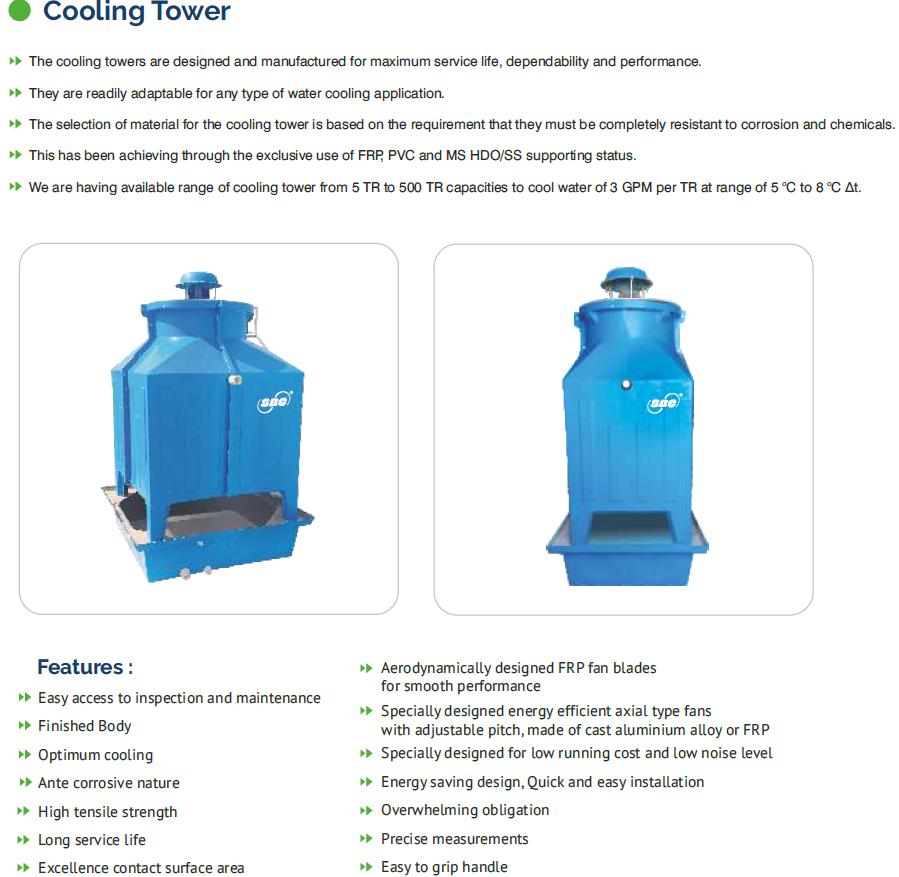 Cooling Tower
The cooling towers are designed and manufactured for maximum service life, dependability and performance.
They are readily adaptable for any type of water cooling application.
The selection of material for the cooling tower is based on the requirement that they must be completely resistant to corrosion and chemicals.
This has been achieving through the exclusive use of FRP, PVC and MS HDO/SS supporting status.
We are having available range of cooling tower from 5 TR to 500 TR capacities to cool water of 3 GPM per TR at range of 5 °C to 8 °C Δt.
SBG
SBG
Features :
Easy access to inspection and maintenance
Finished Body
Optimum cooling
Ante corrosive nature
High tensile strength
Long service life
Excellence contact surface area
Aerodynamically designed FRP fan blades
for smooth performance
Specially designed energy efficient axial type fans
with adjustable pitch, made of cast aluminium alloy or FRP
Specially designed for low running cost and low noise level
Energy saving design, Quick and easy installation
Overwhelming obligation
Precise measurements
Easy to grip handle